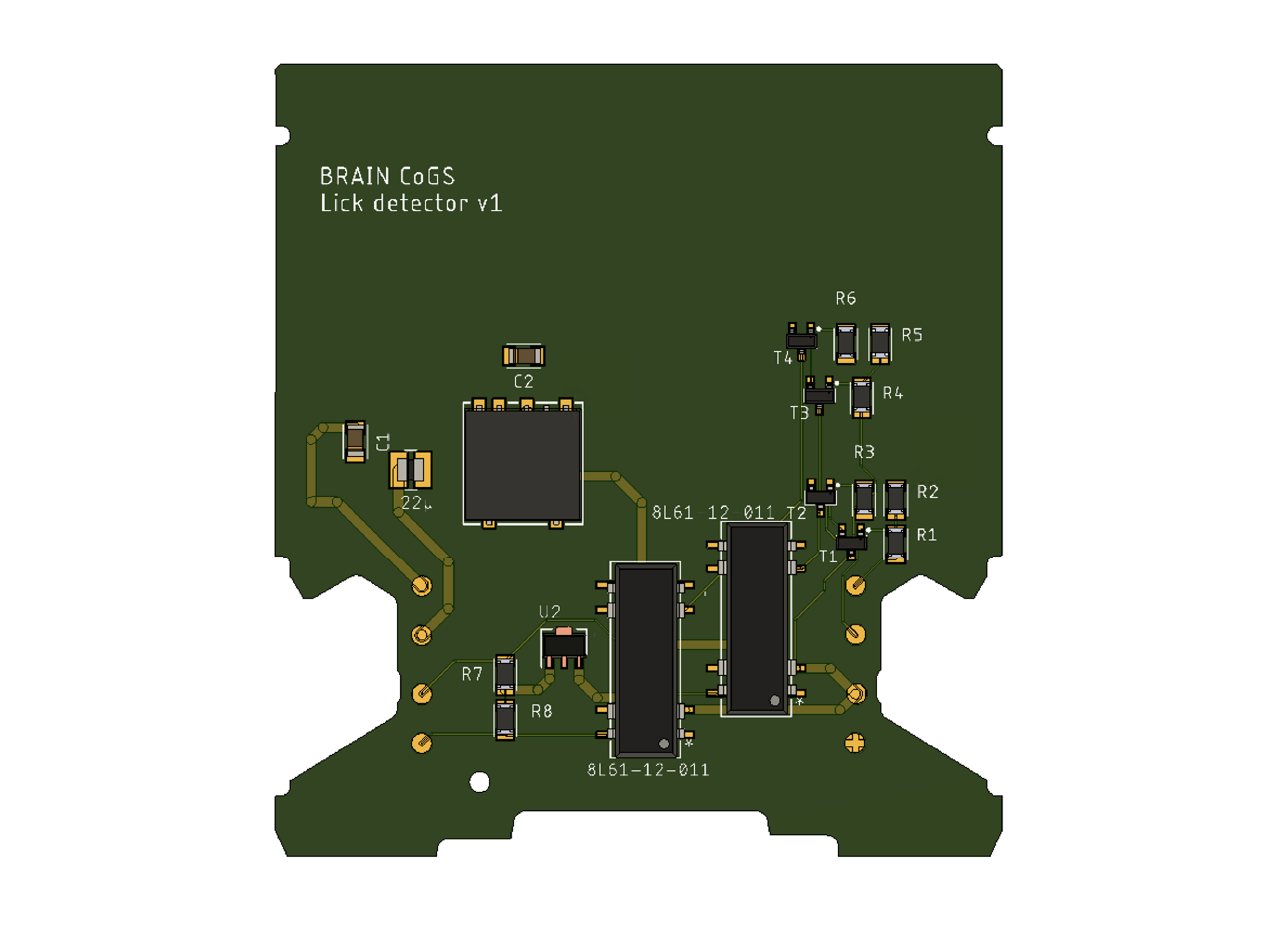 BRAIN CoGS
Lick detector v1
R6
R5
T4
C2
R4
T3
C1
R3
22µ
R2
8L61-12-011
T2
R1
T1
U2
R7
*
R8
*
8L61-12-011